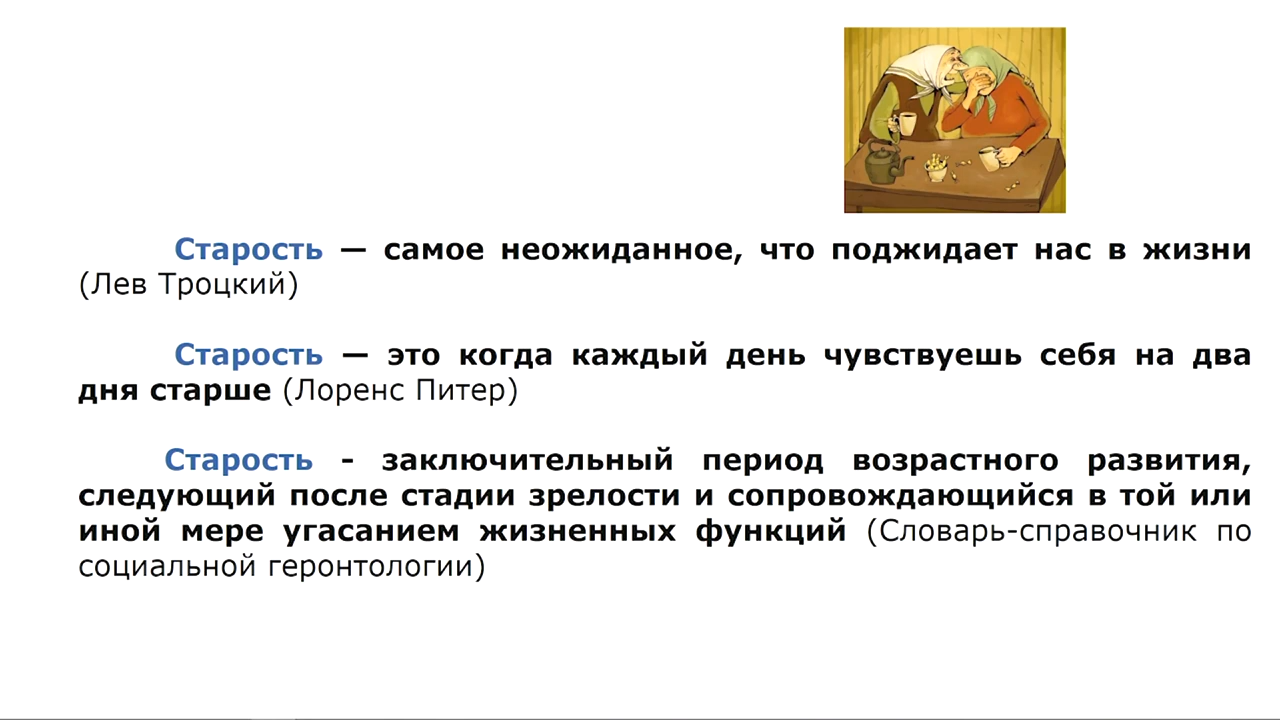 Старость — самое неожиданное, что поджидает нас в жизни
(Лев Троцкий)
Старость — это когда каждый день чувствуешь себя на два
дня старше (Лоренс Питер)
Старость - заключительный период возрастного развития,
следующий после стадии зрелости и сопровождающийся в той или
иной мере угасанием жизненных функций (Словарь-справочник по
социальной геронтологии)